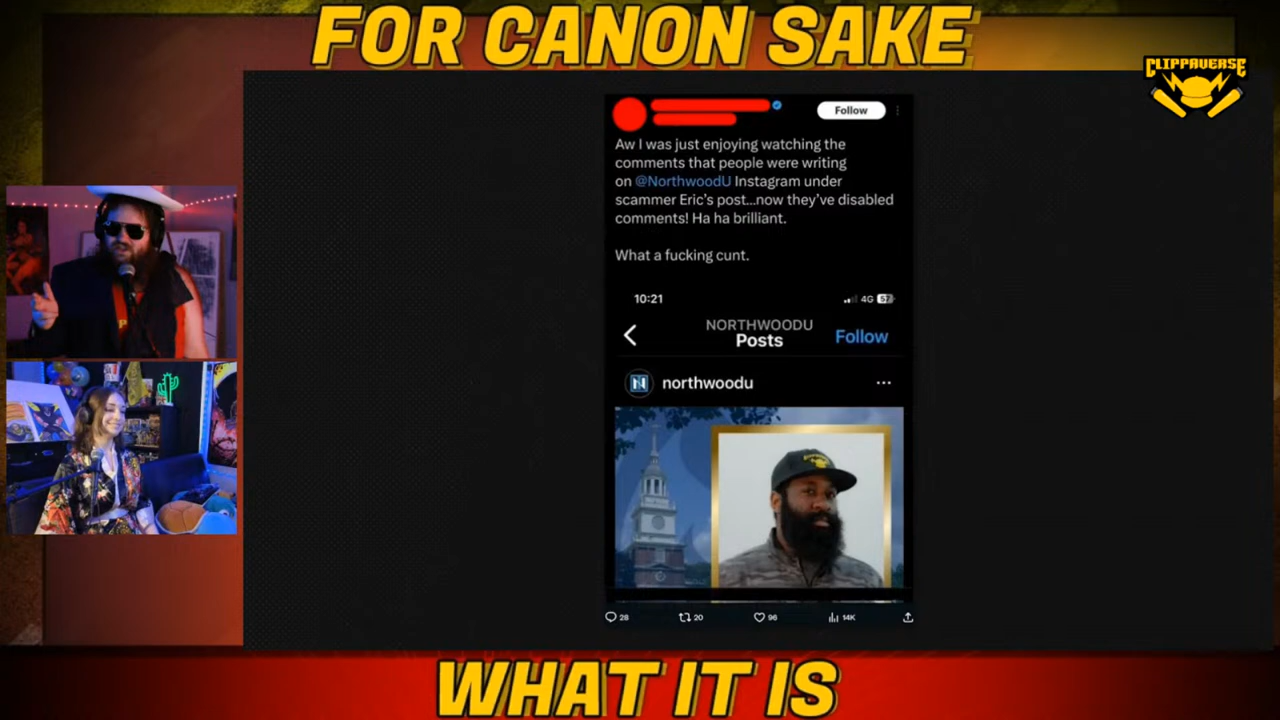 FOR CANON SAKE
CLIPPAVERSE
Follow
Aw I was just enjoying watching the
comments that people were writing
on @NorthwoodU Instagram under
scammer Eric's post...now they've disabled
comments! Ha ha brilliant.
What a fucking cunt.
10:21
4G 57
NORTHWOODU
Posts
Follow
northwoodu
28 20 96 14K
WHAT IT IS